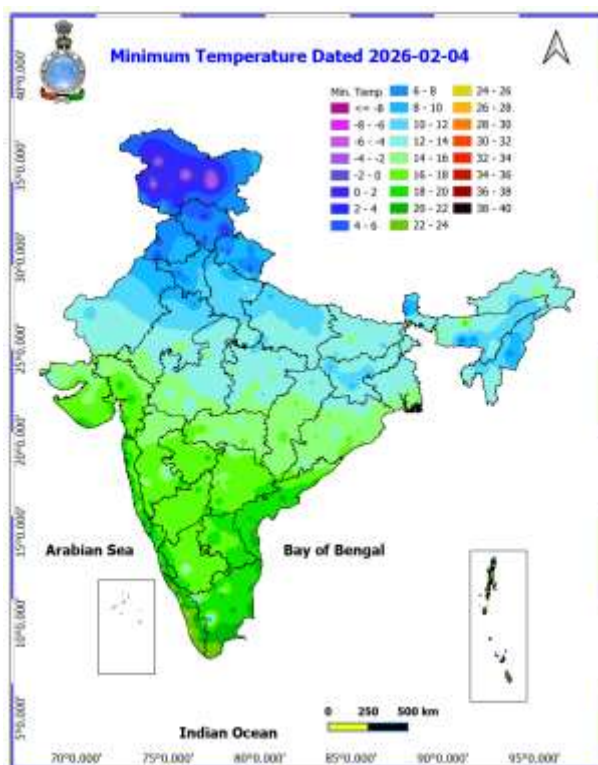 Minimum Temperature Dated 2026-02-04
Min. Temp
<= -8
-8 - -6
-6 - -4
-4 - -2
-2 - 0
0 - 2
2 - 4
4 - 6
6 - 8
8 - 10
10 - 12
12 - 14
14 - 16
16 - 18
18 - 20
20 - 22
22 - 24
24 - 26
26 - 28
28 - 30
30 - 32
32 - 34
34 - 36
36 - 38
38 - 40
40°0.000'
15°0.000'
30°0.000'
25°0.000'
20°0.000'
15°0.000'
10°0.000'
5°0.000'
Arabian Sea
Bay of Bengal
0 250 500 km
Indian Ocean
70°0.000' 75°0.000' 80°0.000' 85°0.000' 90°0.000' 95°0.000'